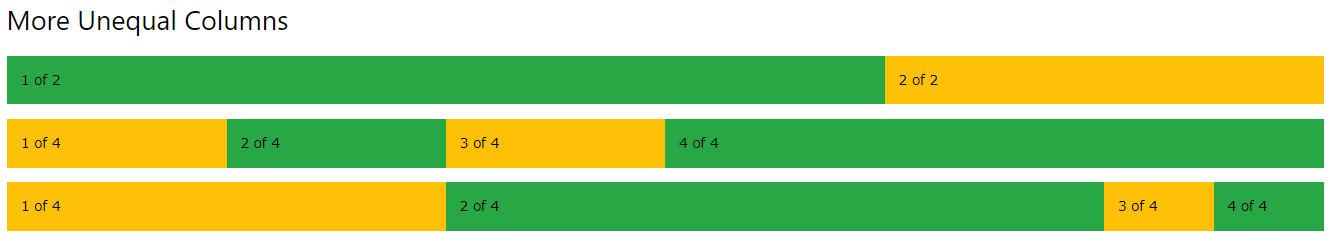 More Unequal Columns
1 of 2 2 of 2
1 of 4 2 of 4 3 of 4 4 of 4
1 of 4 2 of 4 3 of 4 4 of 4